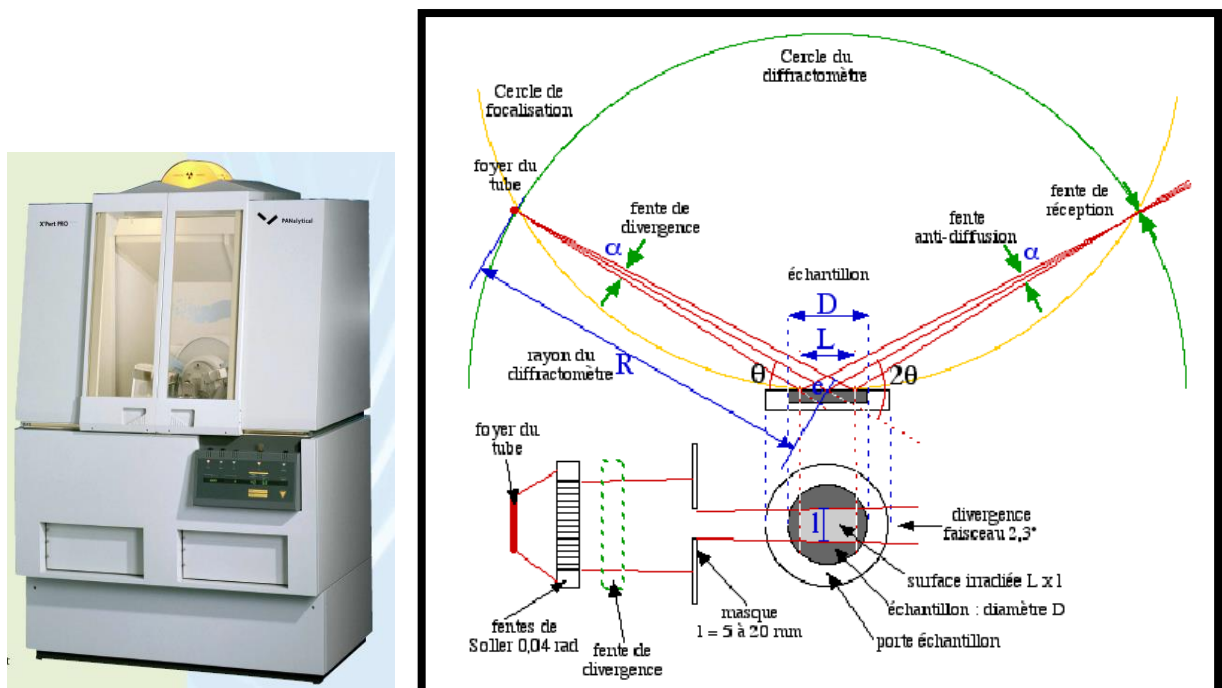 X'Pert PRO
PANalytical
Cercle du
diffractomètre
Cercle de
focalisation
foyer du
tube
fente de
divergence
α
fente
anti-diffusion
α
fente de
réception
échantillon
D
L
θ
e
2θ
rayon du
diffractomètre
R
foyer du
tube
l
divergence
faisceau 2,3°
surface irradiée L x l
échantillon : diamètre D
porte échantillon
masque
l = 5 à 20 mm
fentes de
Soller 0,04 rad
fente de
divergence
t